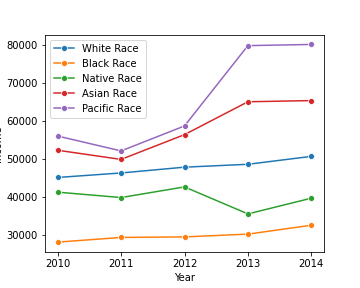 White Race
Black Race
Native Race
Asian Race
Pacific Race
80000
70000
60000
50000
40000
30000
2010
2011
2012
2013
2014
Year